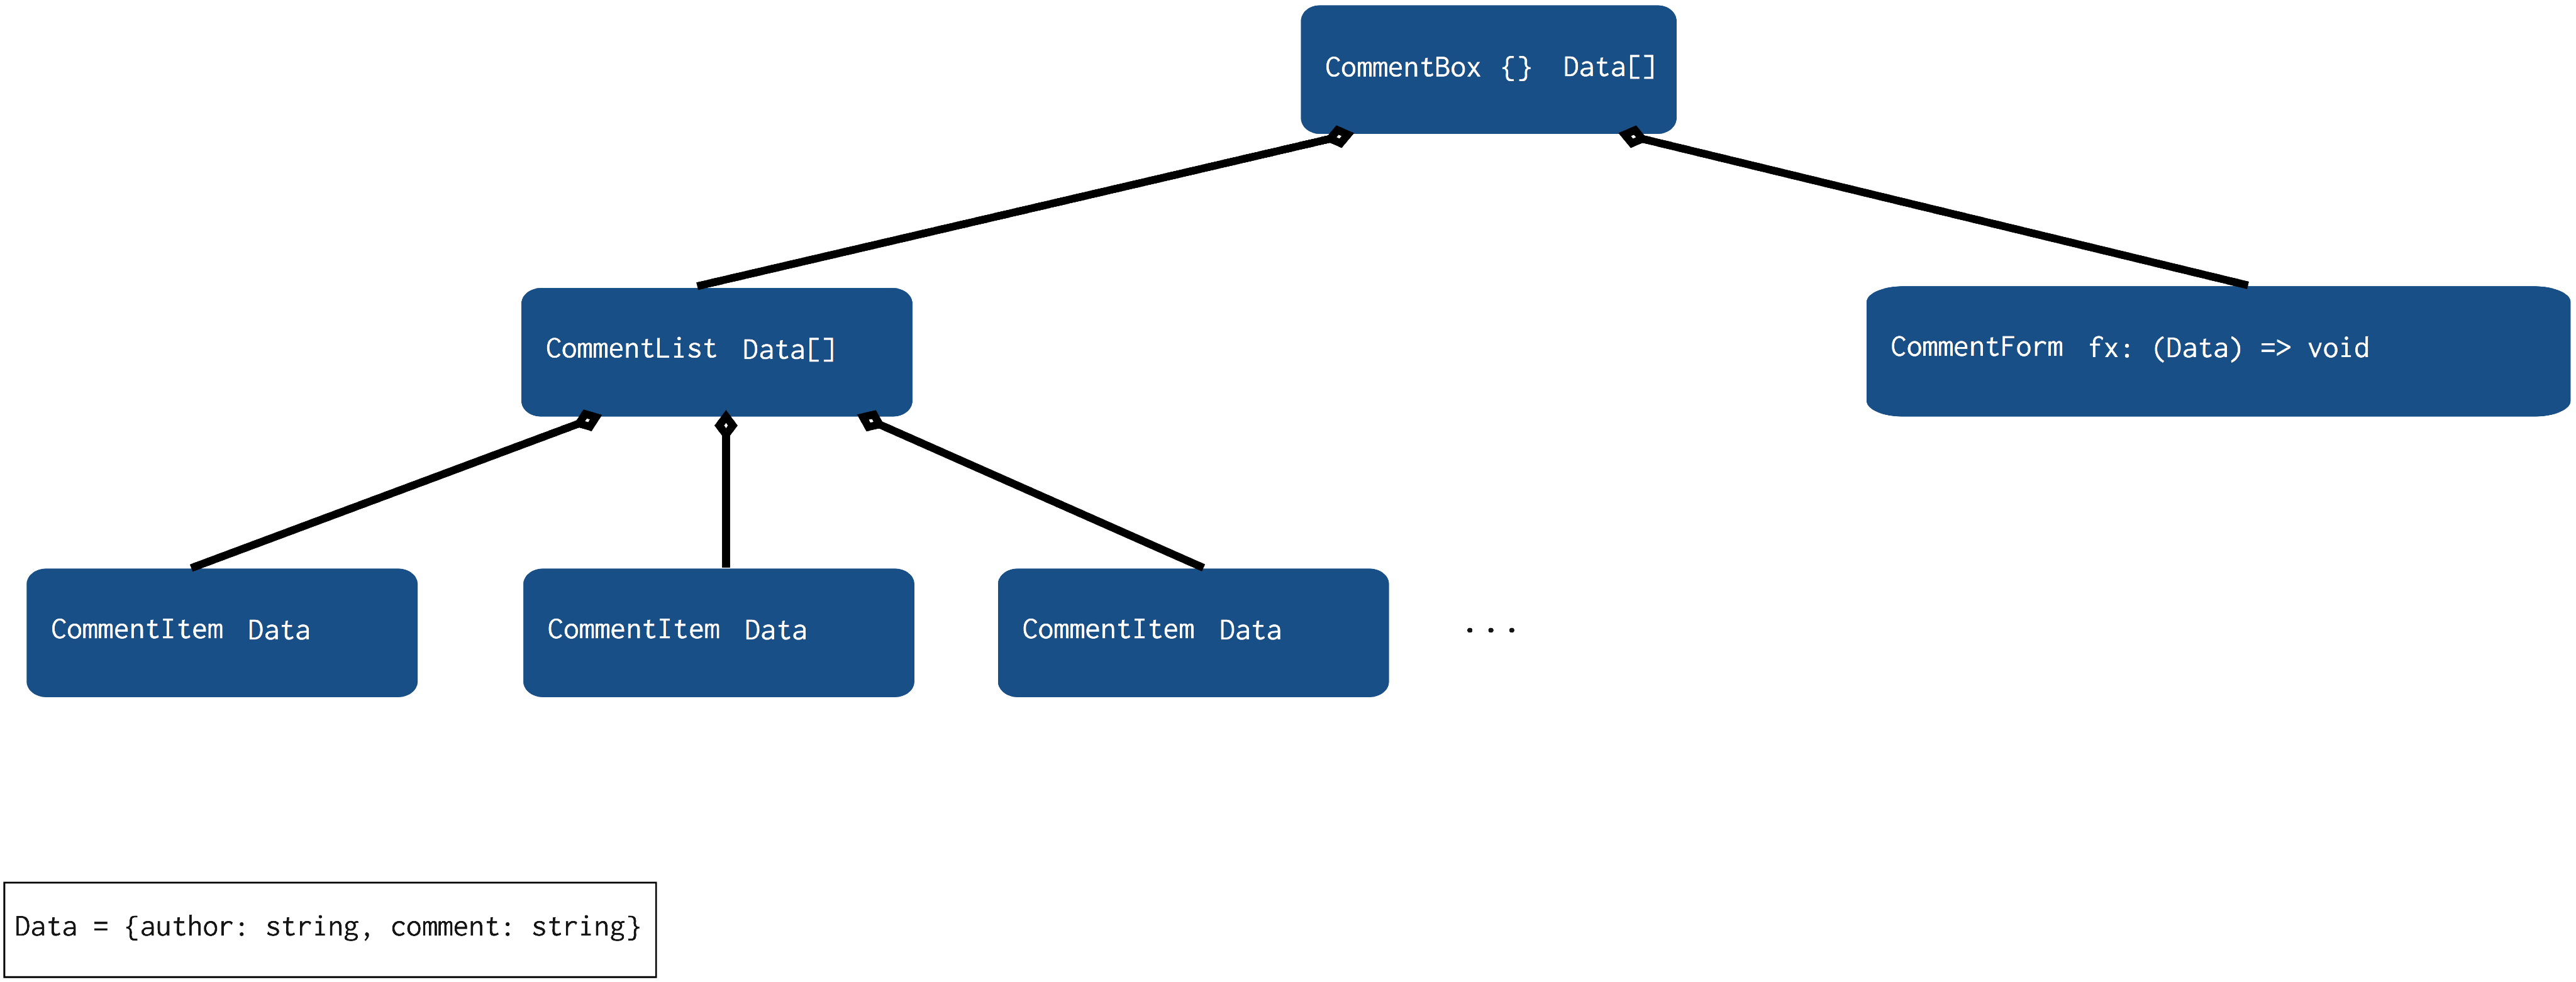 CommentBox {} Data[]
CommentList Data[]
CommentForm fx: (Data) => void
CommentItem Data
CommentItem Data
CommentItem Data
...
Data = {author: string, comment: string}